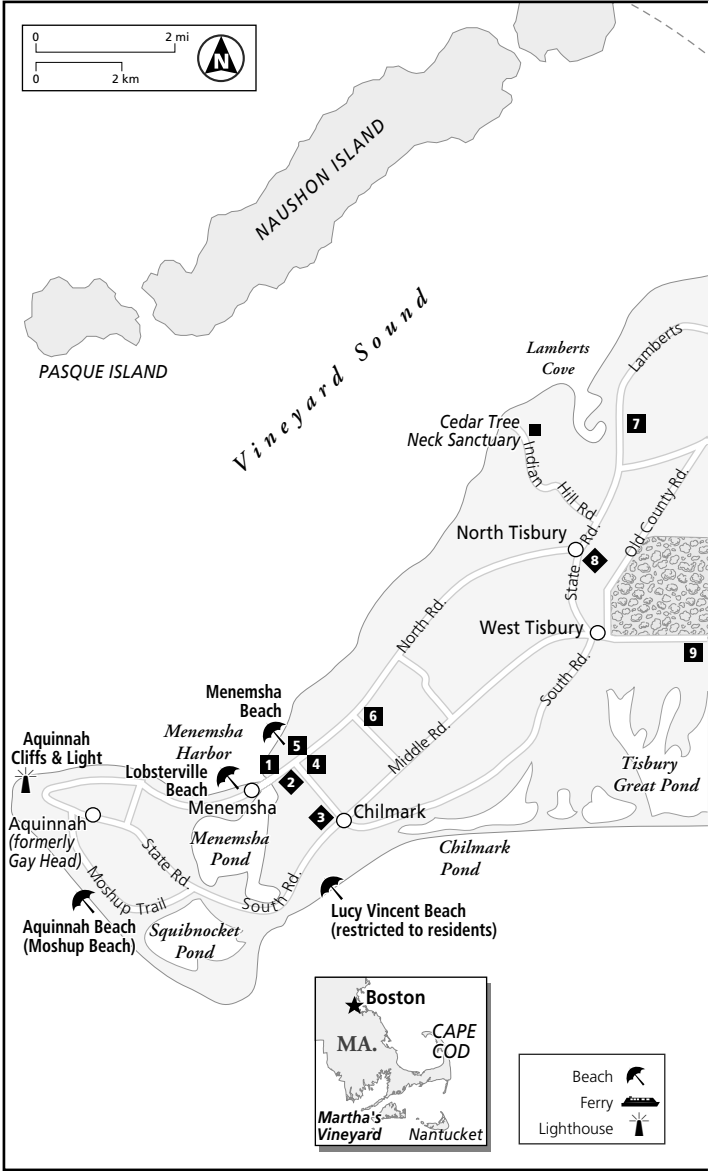 0 2 mi
0 2 km
N
NAUSHON ISLAND
PASQUE ISLAND
Vineyard Sound
Lamberts
Cove
Lamberts
7
Cedar Tree
Neck Sanctuary
Indian
Hill Rd.
Old County Rd.
North Tisbury
8
State
Rd.
North Rd.
West Tisbury
9
South Rd.
Menemsha
Beach
6
Middle Rd.
Aquinnah
Cliffs & Light
Menemsha
Harbor
5
1
4
Tisbury
Great Pond
Lobsterville
Beach
2
Menemsha
3
Chilmark
Aquinnah
(formerly
Gay Head)
Menemsha
Pond
Chilmark
Pond
State Rd.
Moshup Trail
South Rd.
Aquinnah Beach
(Moshup Beach)
Squibnocket
Pond
Lucy Vincent Beach
(restricted to residents)
Boston
MA.
CAPE
COD
Martha's
Vineyard
Nantucket
Beach
Ferry
Lighthouse